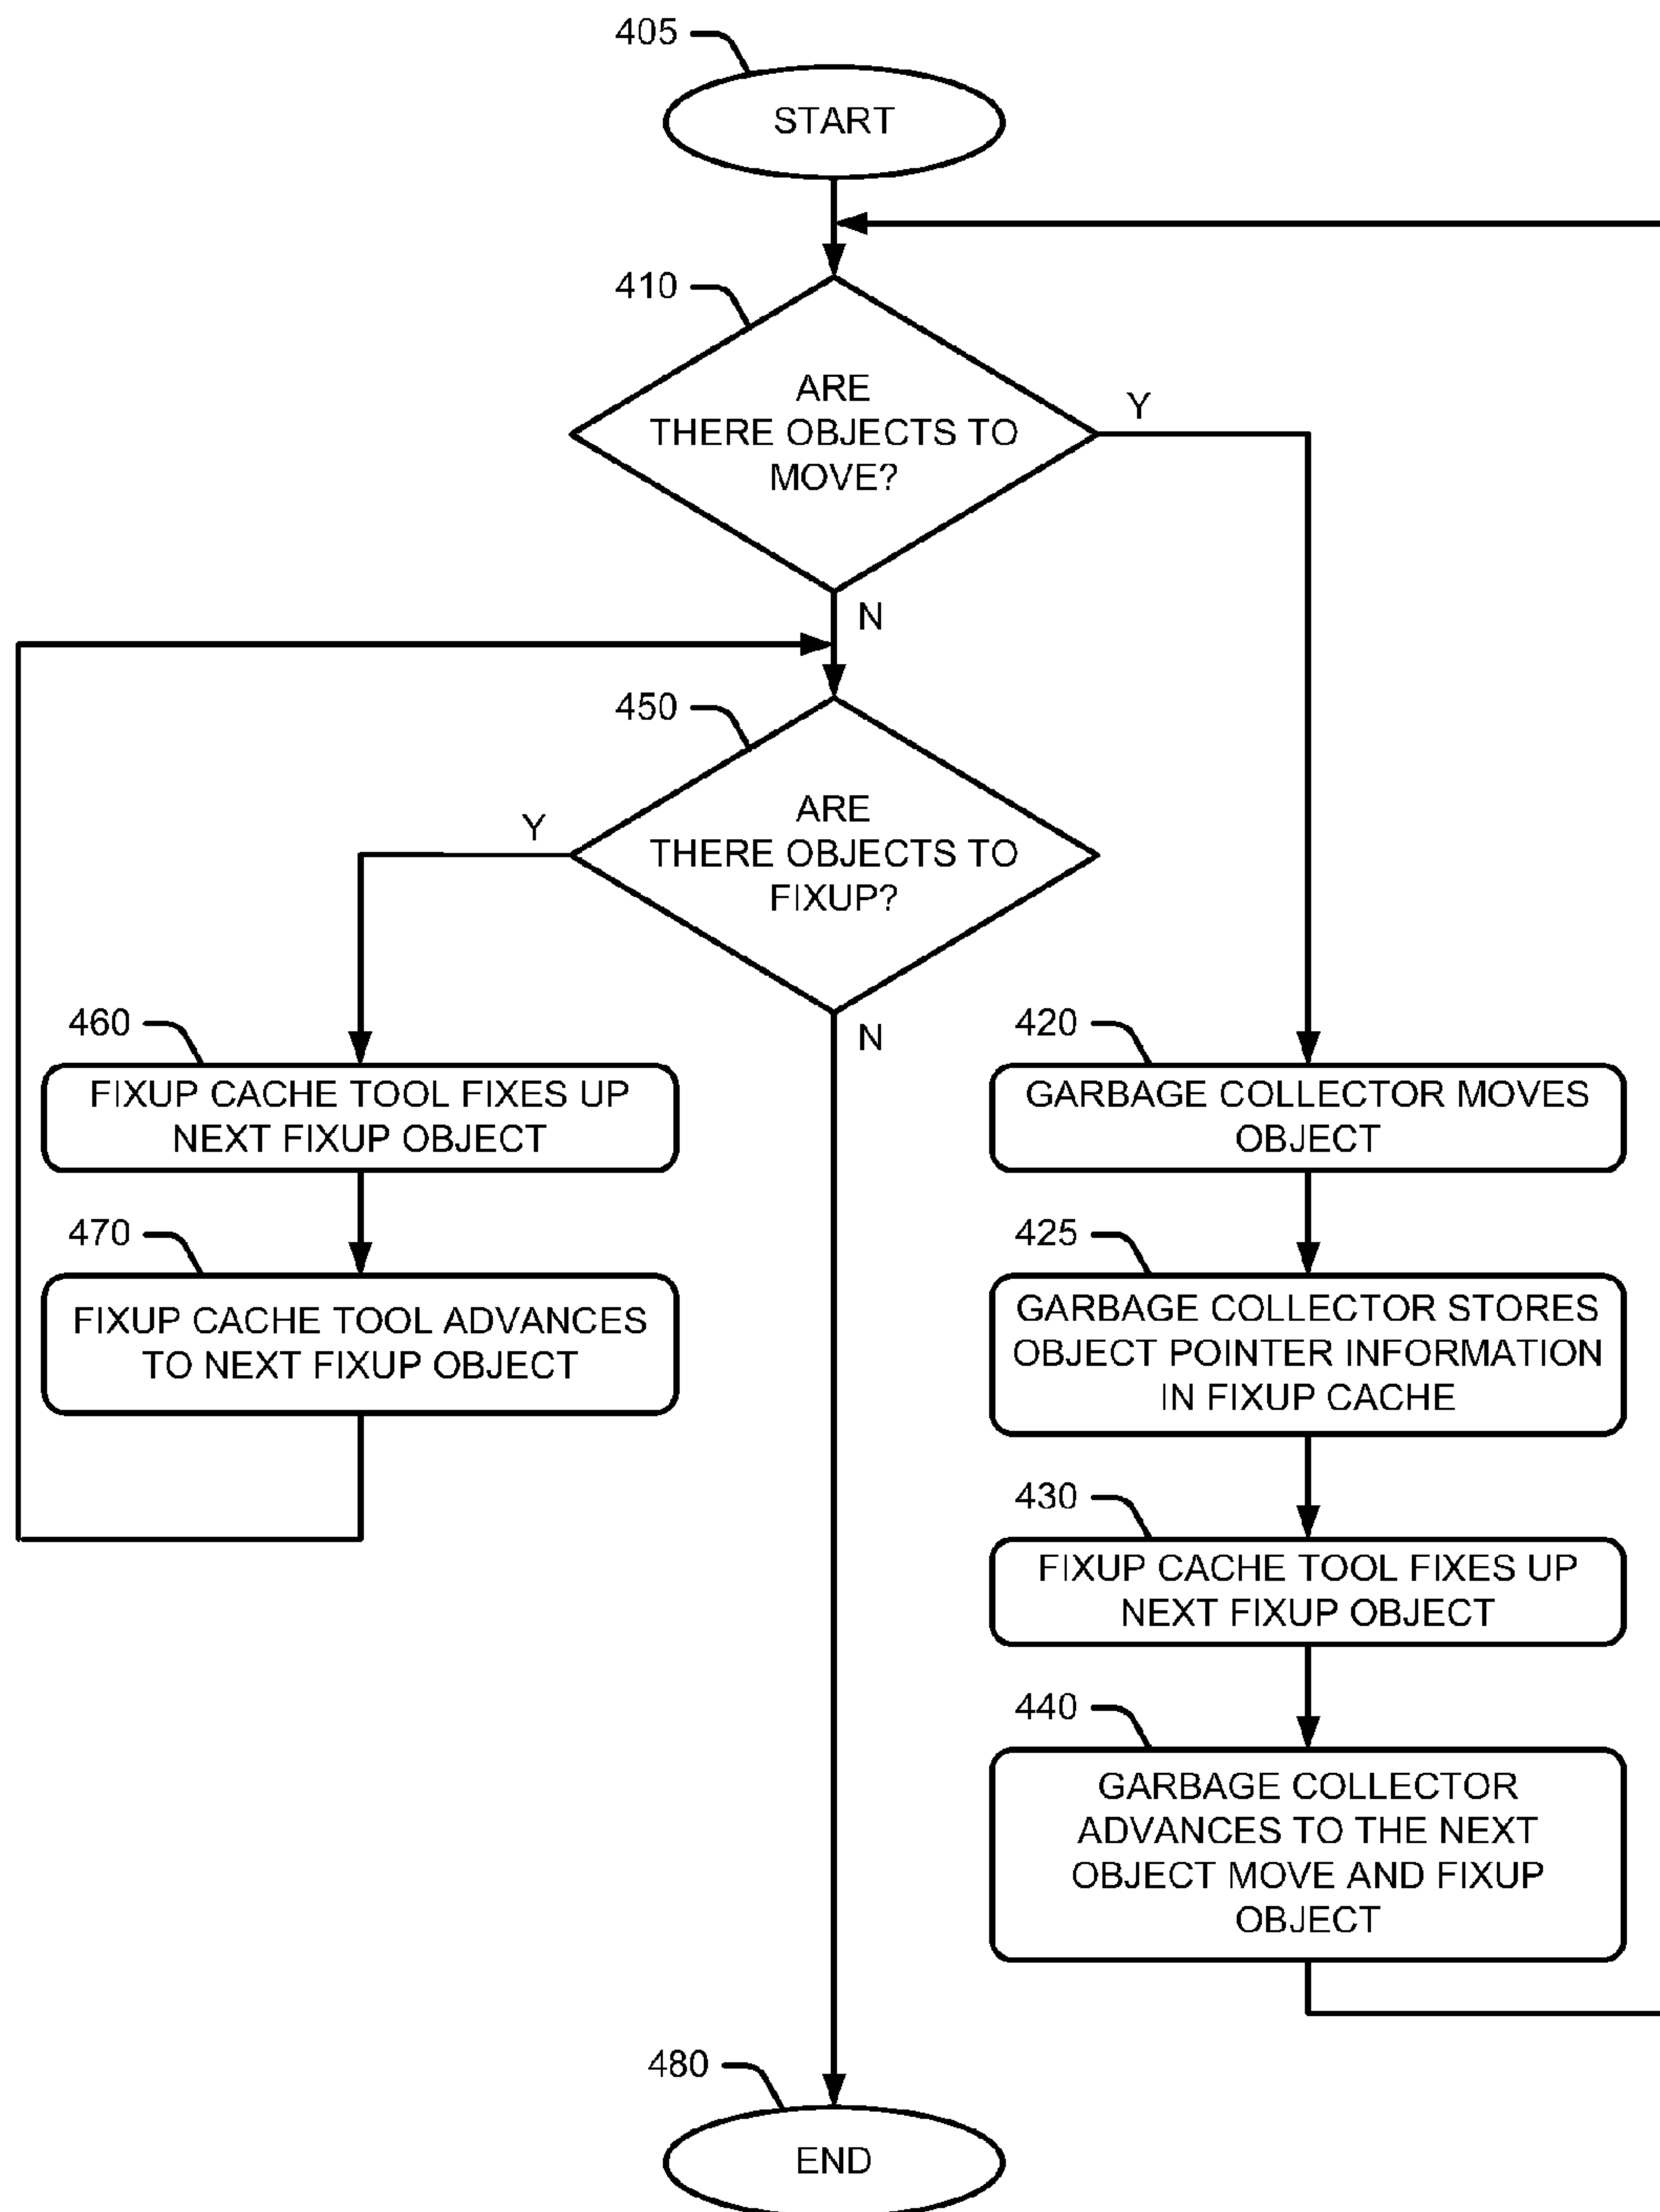 405
START
410
ARE
THERE OBJECTS TO
MOVE?
Y
N
450
ARE
THERE OBJECTS TO
FIXUP?
Y
N
460
FIXUP CACHE TOOL FIXES UP
NEXT FIXUP OBJECT
470
FIXUP CACHE TOOL ADVANCES
TO NEXT FIXUP OBJECT
420
GARBAGE COLLECTOR MOVES
OBJECT
425
GARBAGE COLLECTOR STORES
OBJECT POINTER INFORMATION
IN FIXUP CACHE
430
FIXUP CACHE TOOL FIXES UP
NEXT FIXUP OBJECT
440
GARBAGE COLLECTOR
ADVANCES TO THE NEXT
OBJECT MOVE AND FIXUP
OBJECT
480
END